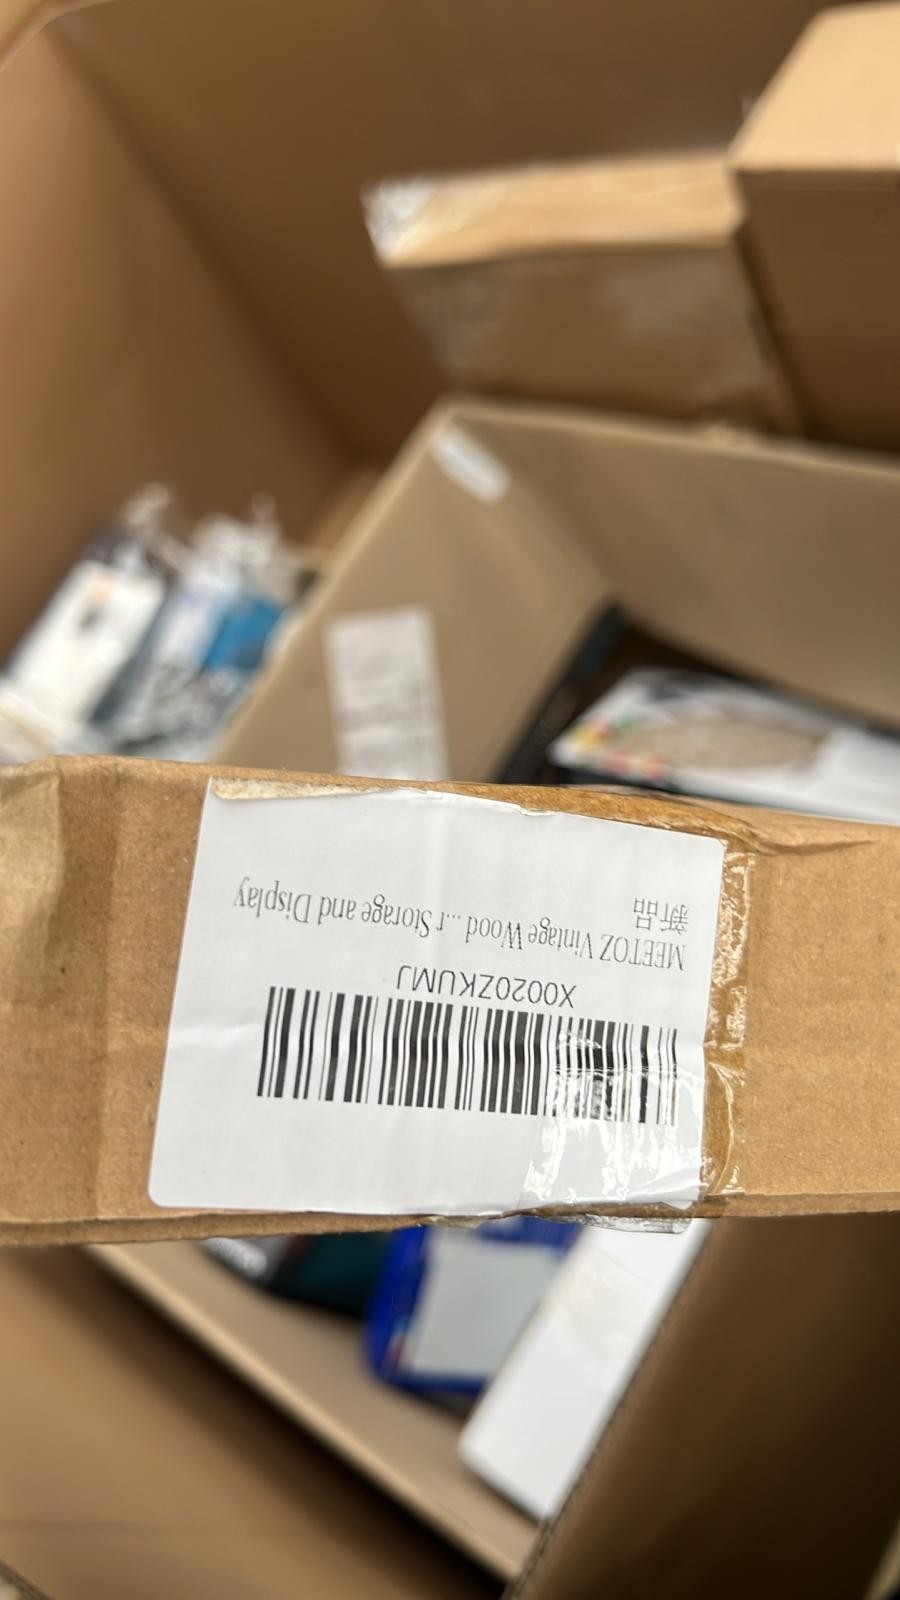 X0020ZKUMJ
MEETOZ Vintage Wood...r Storage and Display
新品